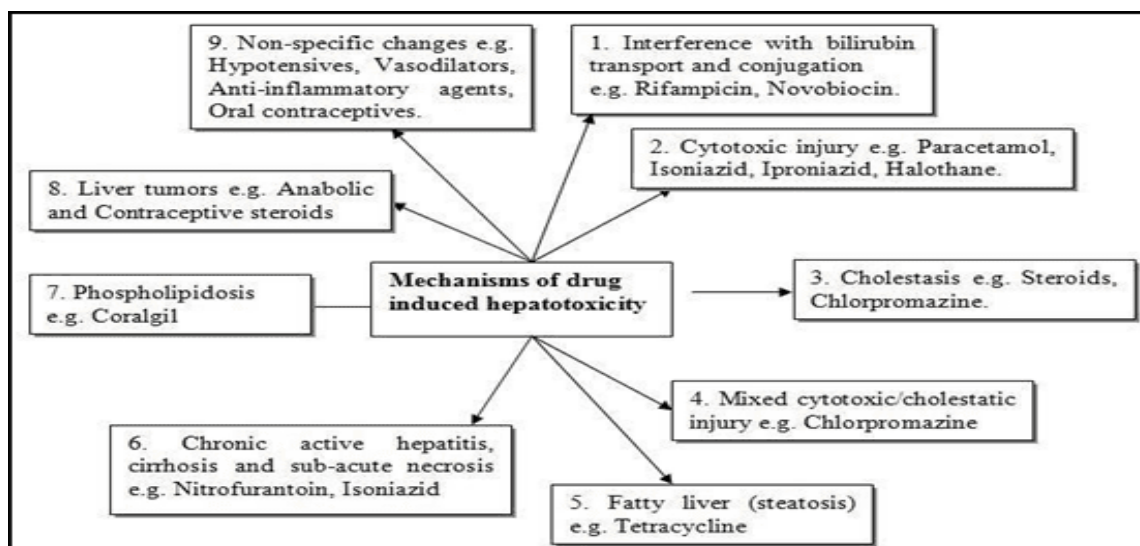 9. Non-specific changes e.g.
Hypotensives, Vasodilators,
Anti-inflammatory agents,
Oral contraceptives.
1. Interference with bilirubin
transport and conjugation
e.g. Rifampicin, Novobiocin.
2. Cytotoxic injury e.g. Paracetamol,
Isoniazid, Iproniazid, Halothane.
8. Liver tumors e.g. Anabolic
and Contraceptive steroids
Mechanisms of drug
induced hepatotoxicity
7. Phospholipidosis
e.g. Coralgil
3. Cholestasis e.g. Steroids,
Chlorpromazine.
4. Mixed cytotoxic/cholestatic
injury e.g. Chlorpromazine
6. Chronic active hepatitis,
cirrhosis and sub-acute necrosis
e.g. Nitrofurantoin, Isoniazid
5. Fatty liver (steatosis)
e.g. Tetracycline